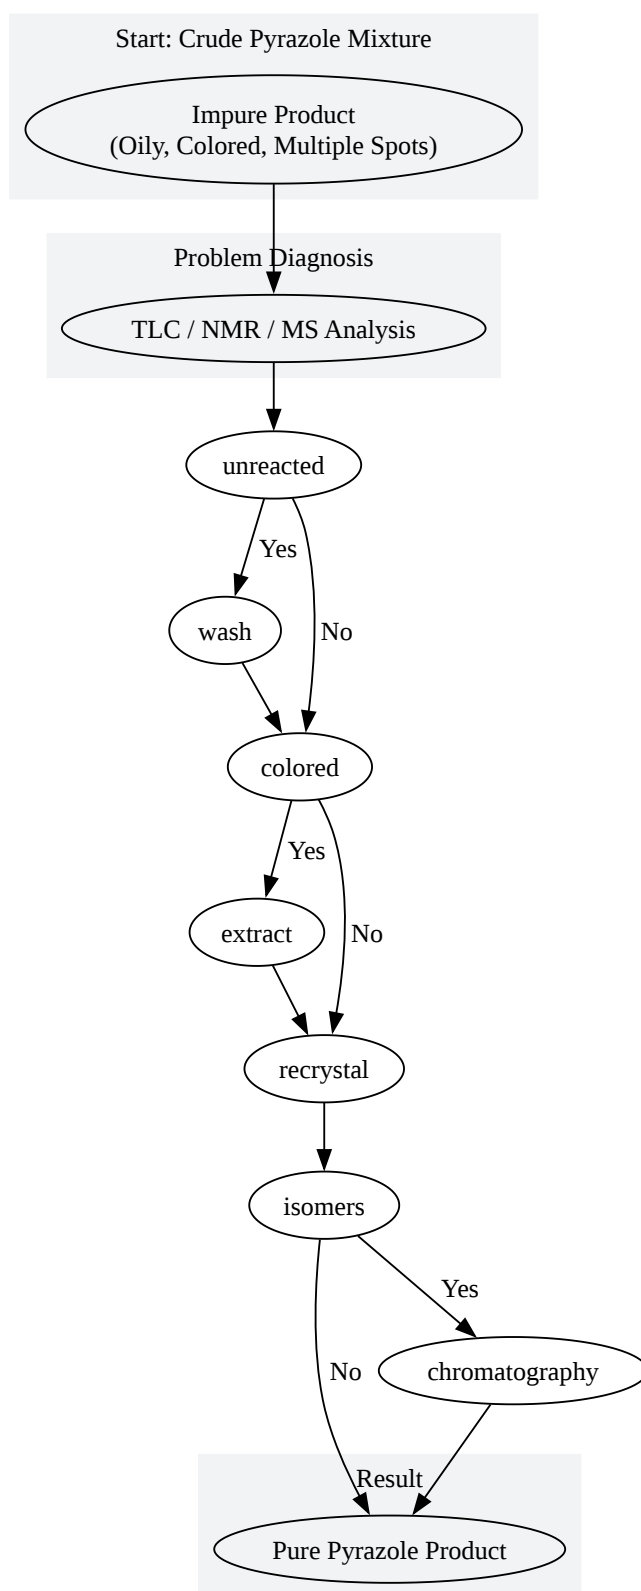 Start: Crude Pyrazole Mixture
Impure Product
(Oily, Colored, Multiple Spots)
Problem Diagnosis
TLC / NMR / MS Analysis
unreacted
Yes
wash
No
colored
Yes
extract
No
recrystal
isomers
Yes
No
chromatography
Result
Pure Pyrazole Product